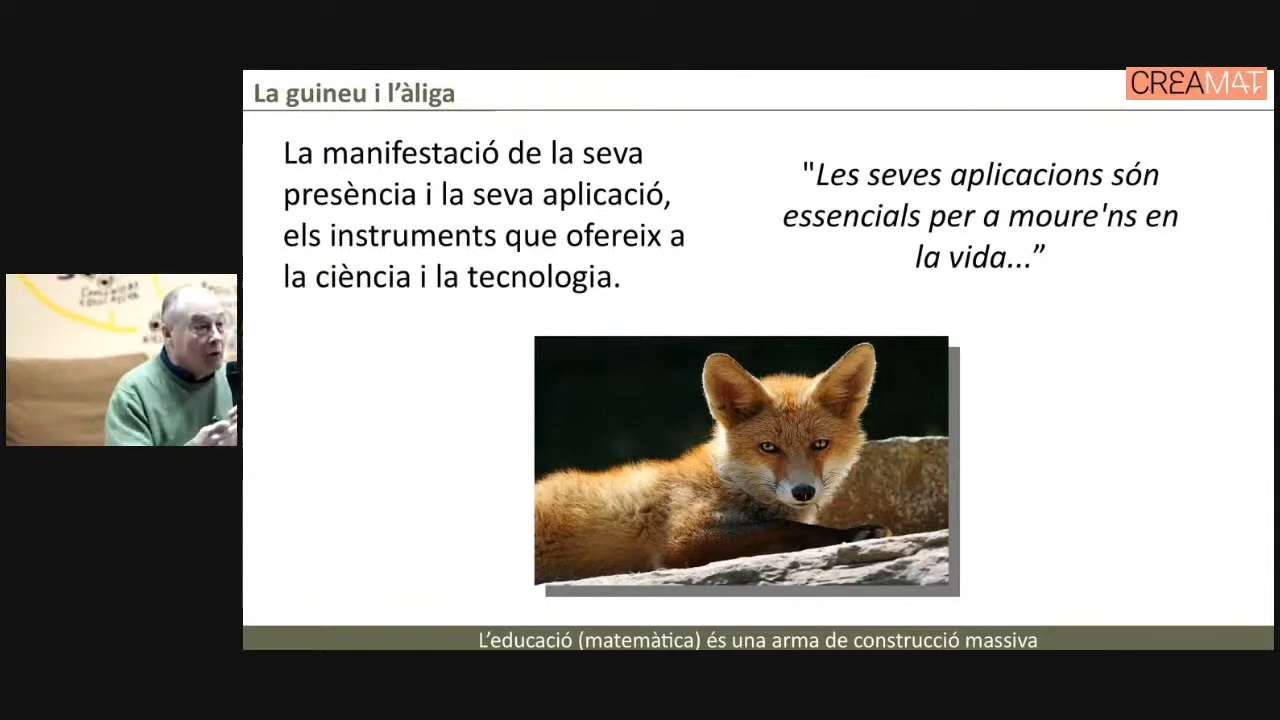 La guineu i l’àliga
CREAMAT
La manifestació de la seva
presència i la seva aplicació,
els instruments que ofereix a
la ciència i la tecnologia.
"Les seves aplicacions són
essencials per a moure'ns en
la vida...”
L’educació (matemàtica) és una arma de construcció massiva